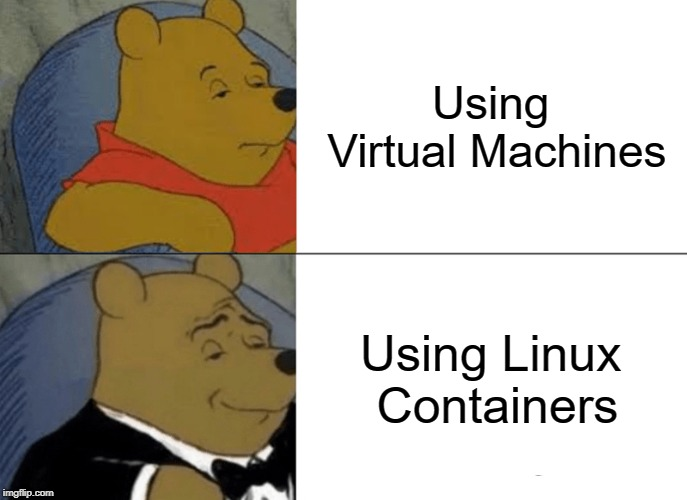 Using
Virtual Machines
Using Linux
Containers
imgflip.com